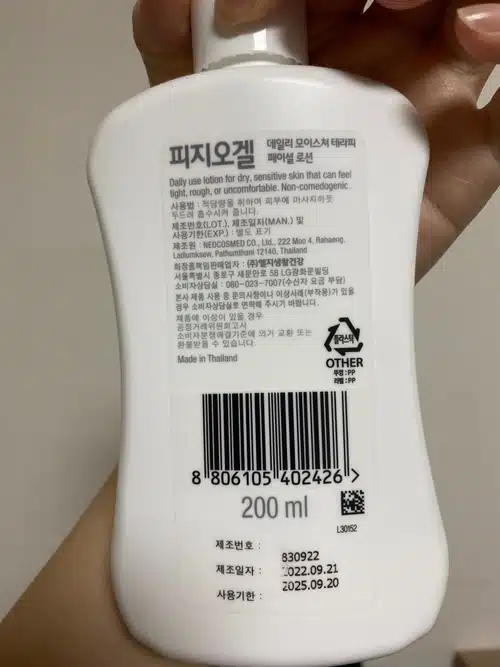 피지오겔 데일리 모이스쳐 테라피
페이셜 로션
Daily use lotion for dry, sensitive skin that can feel
tight, rough, or uncomfortable. Non-comedogenic.
사용법 : 적당량을 취하여 피부에 마사지하듯
두드려 흡수시켜 줍니다.
제조번호(LOT.), 제조일자(MAN.) 및
사용기한(EXP.) : 별도 표기
제조원 : NEOCOSMED CO., Ltd., 222 Moo 4, Rahaeng,
Ladlumkaew, Pathumthani 12140, Thailand
화장품책임판매업자 : (주)엘지생활건강
서울특별시 종로구 새문안로 58 LG광화문빌딩
소비자상담실 : 080-023-7007(수신자 요금 부담)
본사 제품 사용 중 문의사항이나 이상사례(부작용)가 있을
경우 소비자상담실로 연락해 주시기 바랍니다.
제품에 이상이 있을 경우
공정거래위원회고시
소비자분쟁해결기준에 의거 교환 또는
환불받을 수 있습니다.
Made in Thailand
플라스틱
OTHER
뚜껑 : PP
라벨 : PP
8 806105 402426 >
200 ml
L30152
제조번호 : 830922
제조일자 : 2022.09.21
사용기한 : 2025.09.20